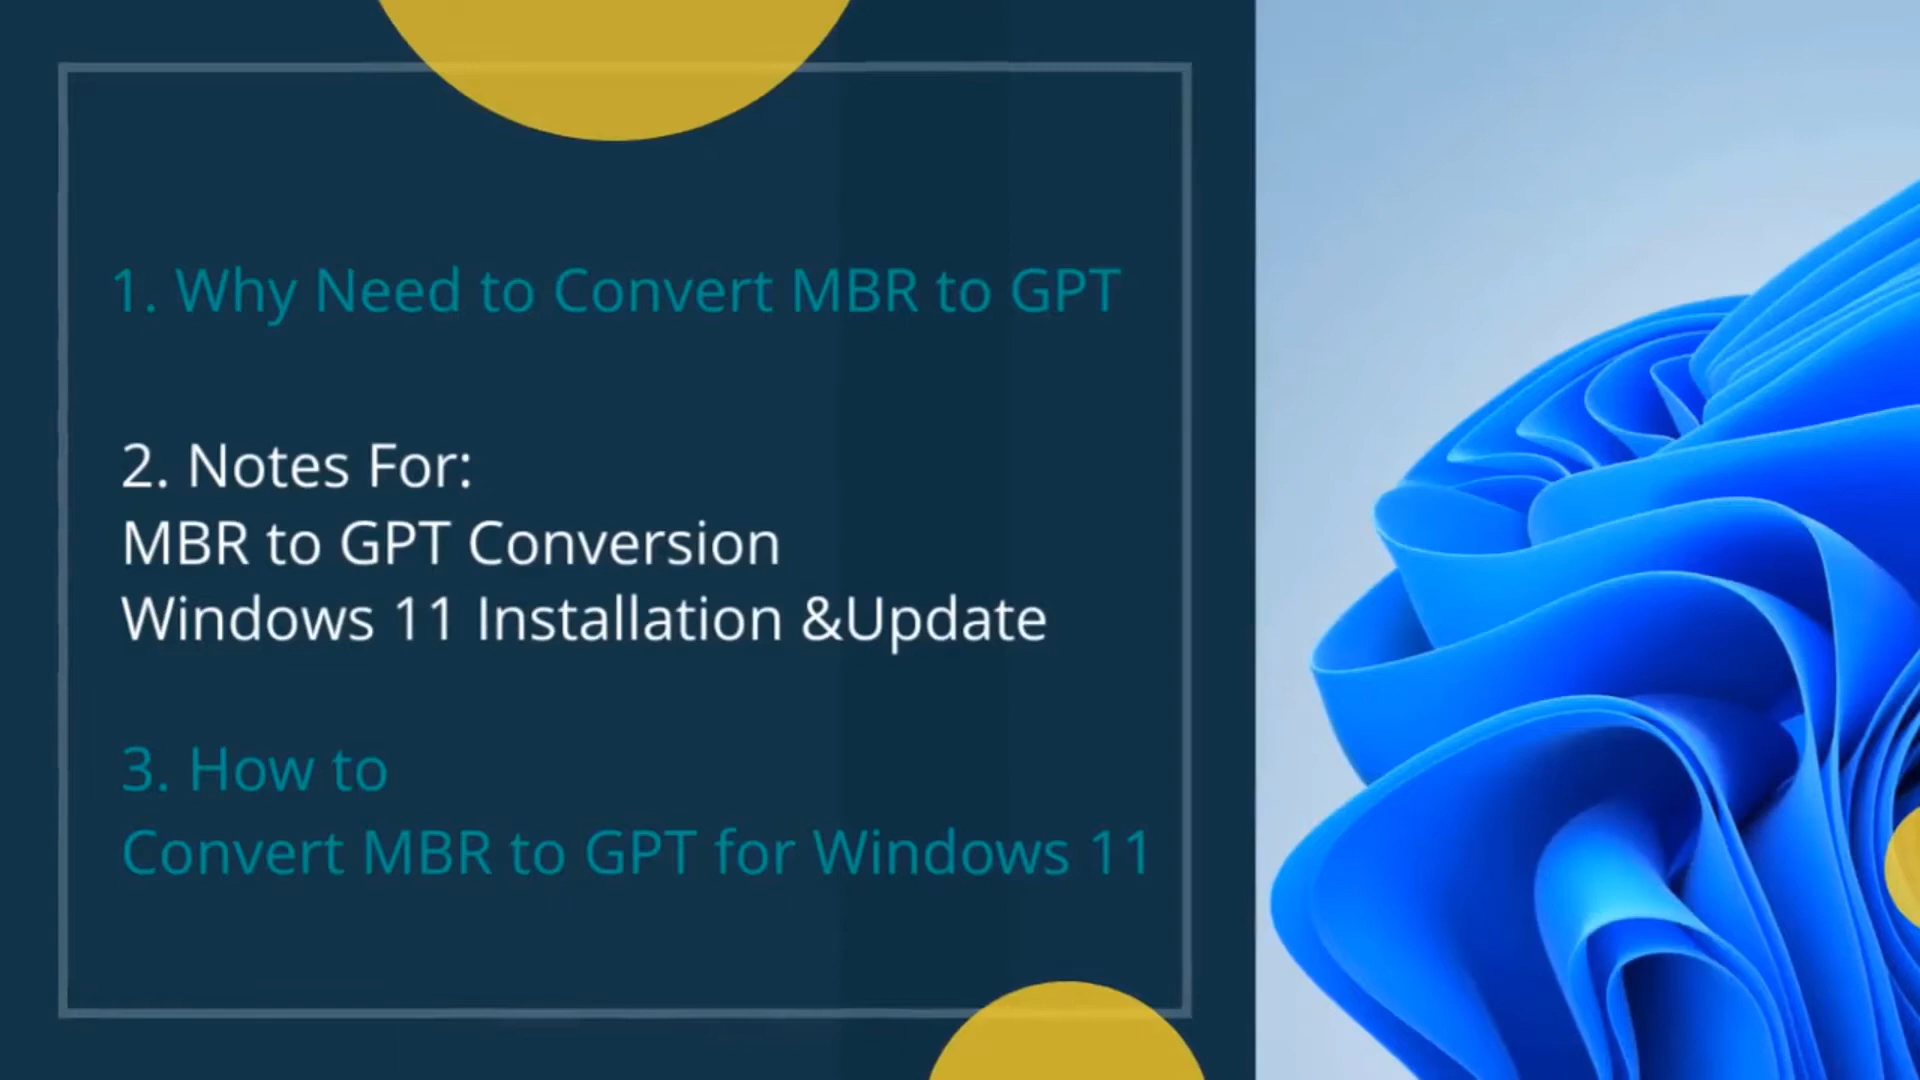 1. Why Need to Convert MBR to GPT
2. Notes For:
MBR to GPT Conversion
Windows 11 Installation &Update
3. How to
Convert MBR to GPT for Windows 11